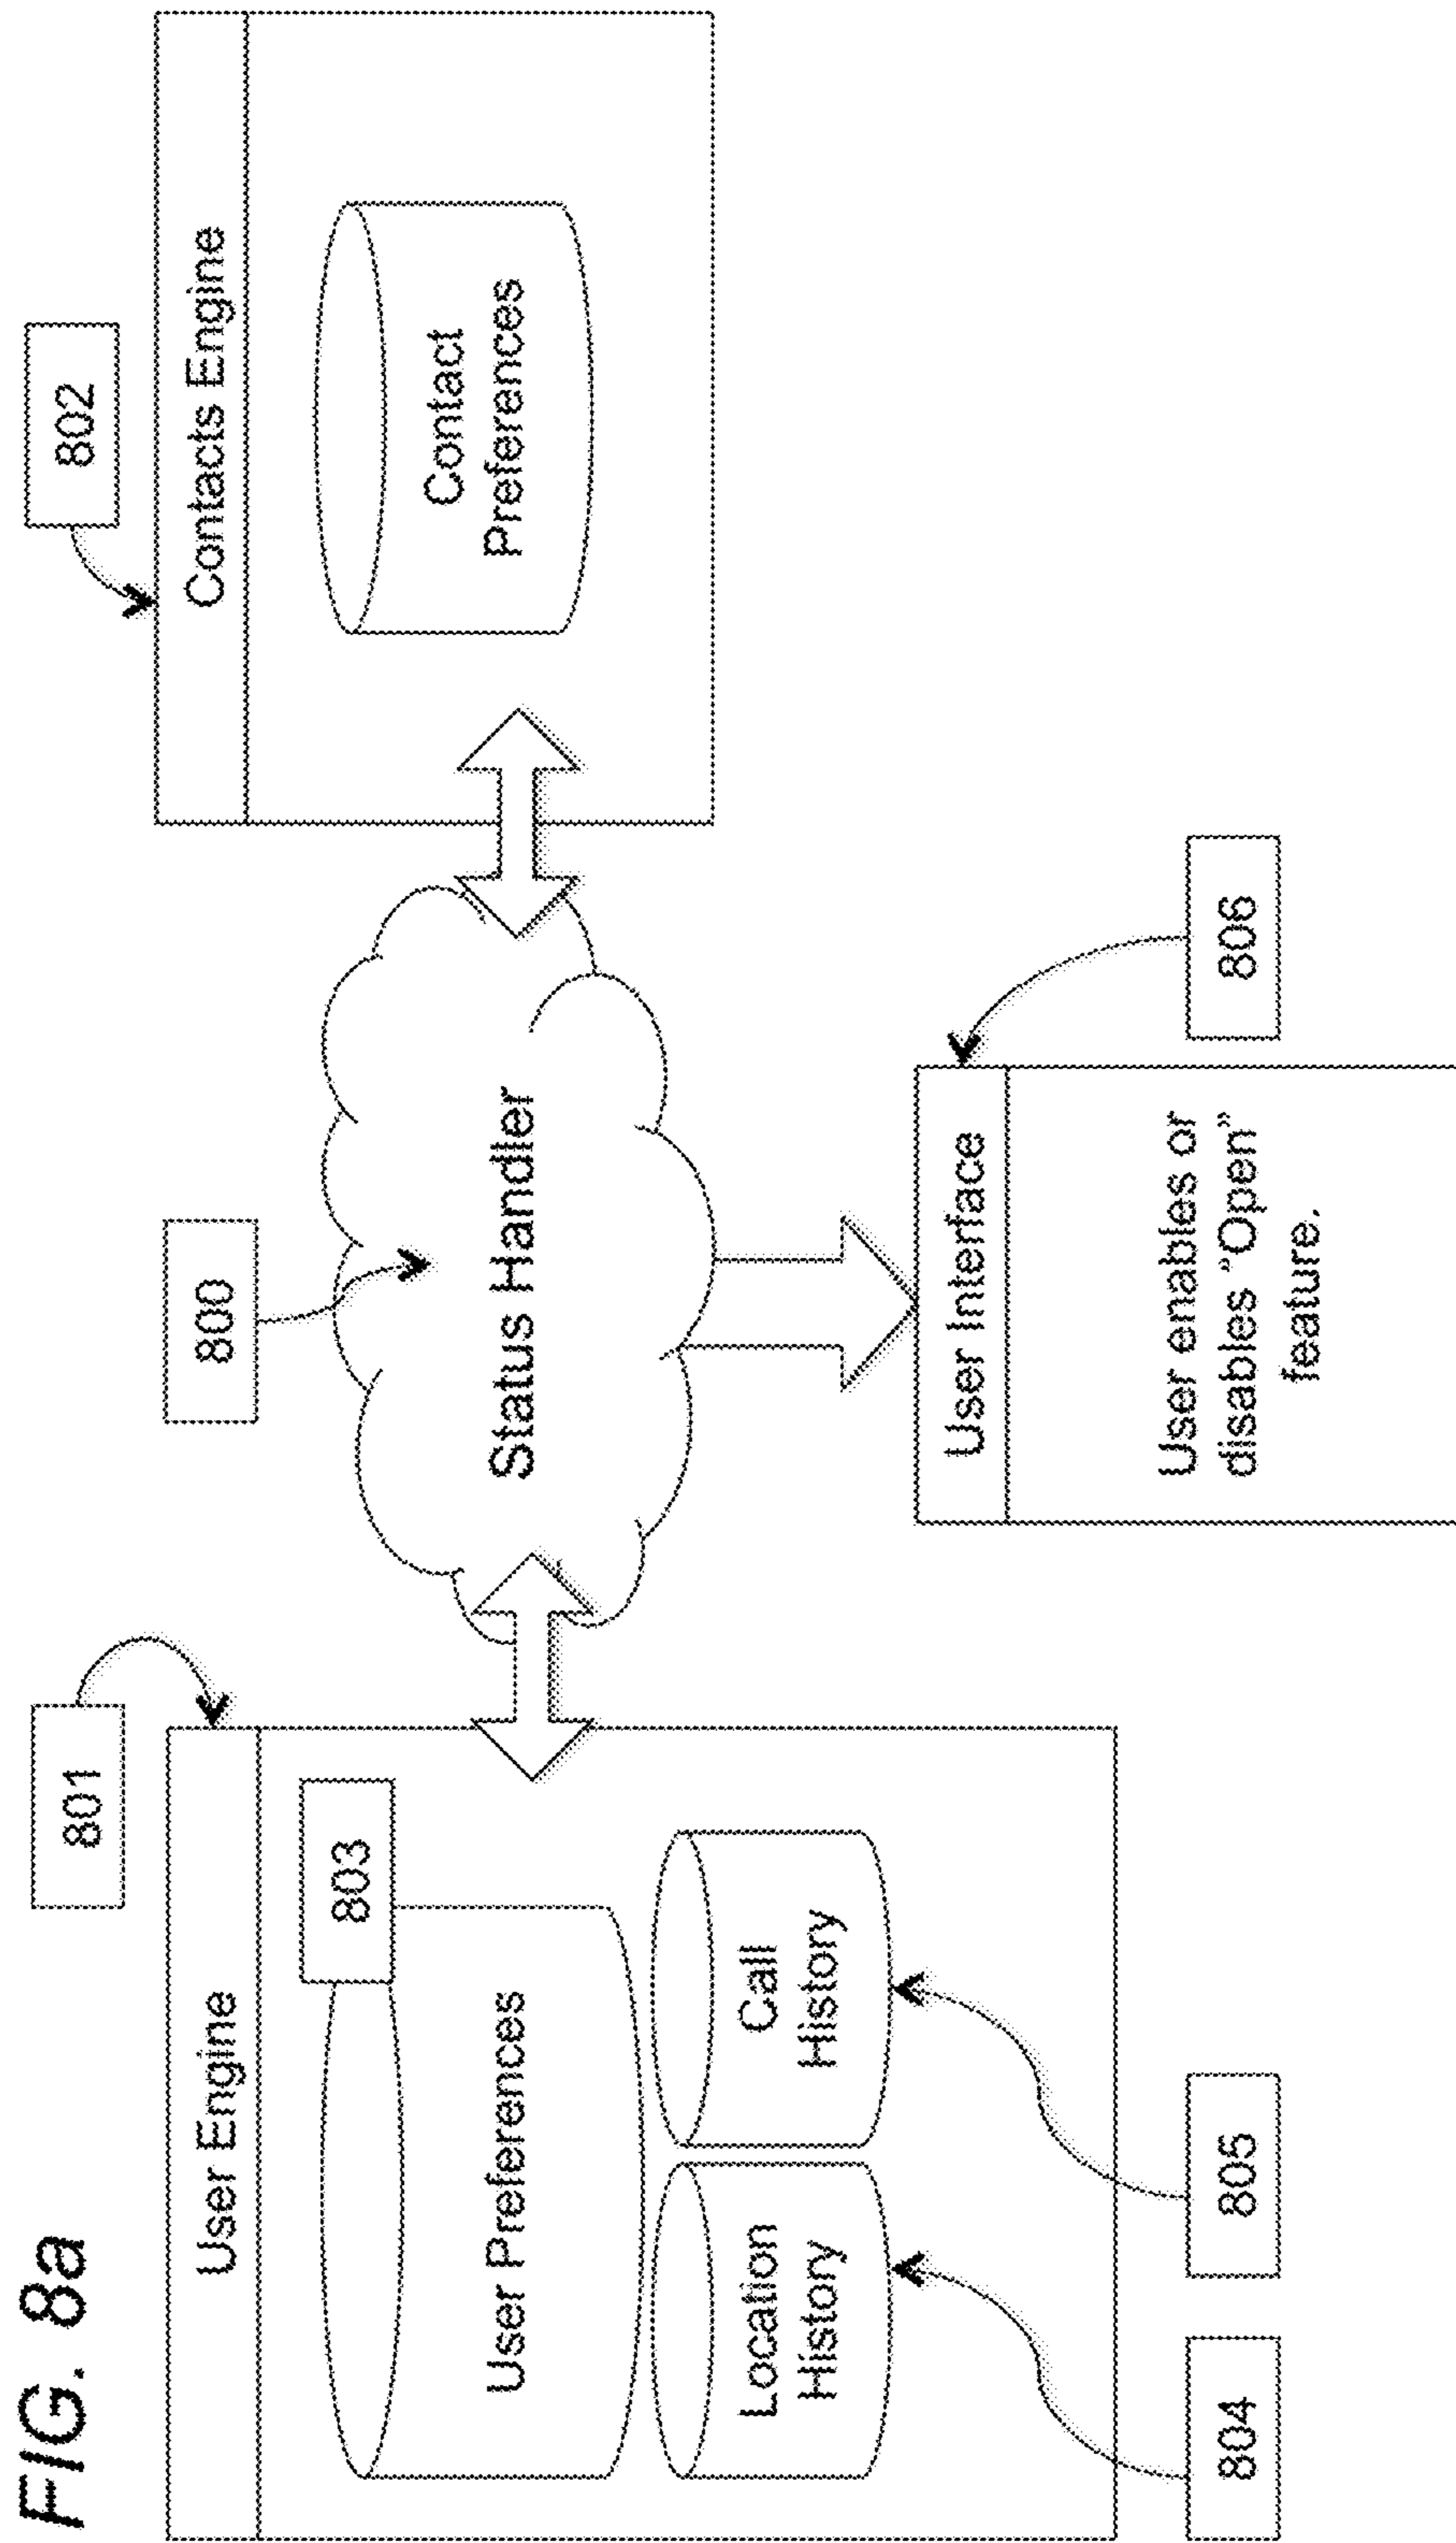 FIG. 8a
801
User Engine
803
User Preferences
Location
History
Call
History
804
805
800
Status Handler
User Interface
User enables or
disables "Open"
feature.
806
802
Contacts Engine
Contact
Preferences